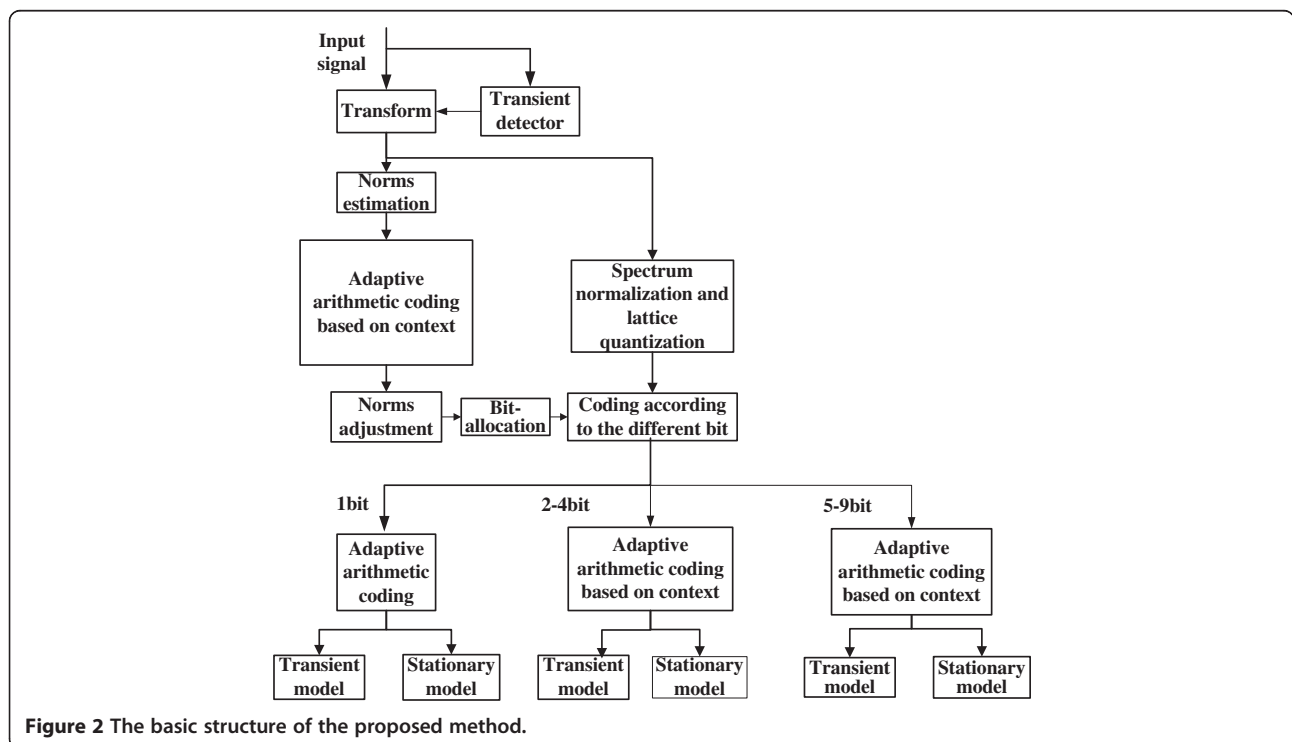 Input
signal
Transform
Transient
detector
Norms
estimation
Adaptive
arithmetic coding
based on context
Spectrum
normalization and
lattice
quantization
Norms
adjustment
Bit-
allocation
Coding according
to the different bit
1bit
2-4bit
5-9bit
Adaptive
arithmetic
coding
Adaptive
arithmetic coding
based on context
Adaptive
arithmetic coding
based on context
Transient
model
Stationary
model
Transient
model
Stationary
model
Transient
model
Stationary
model
Figure 2 The basic structure of the proposed method.